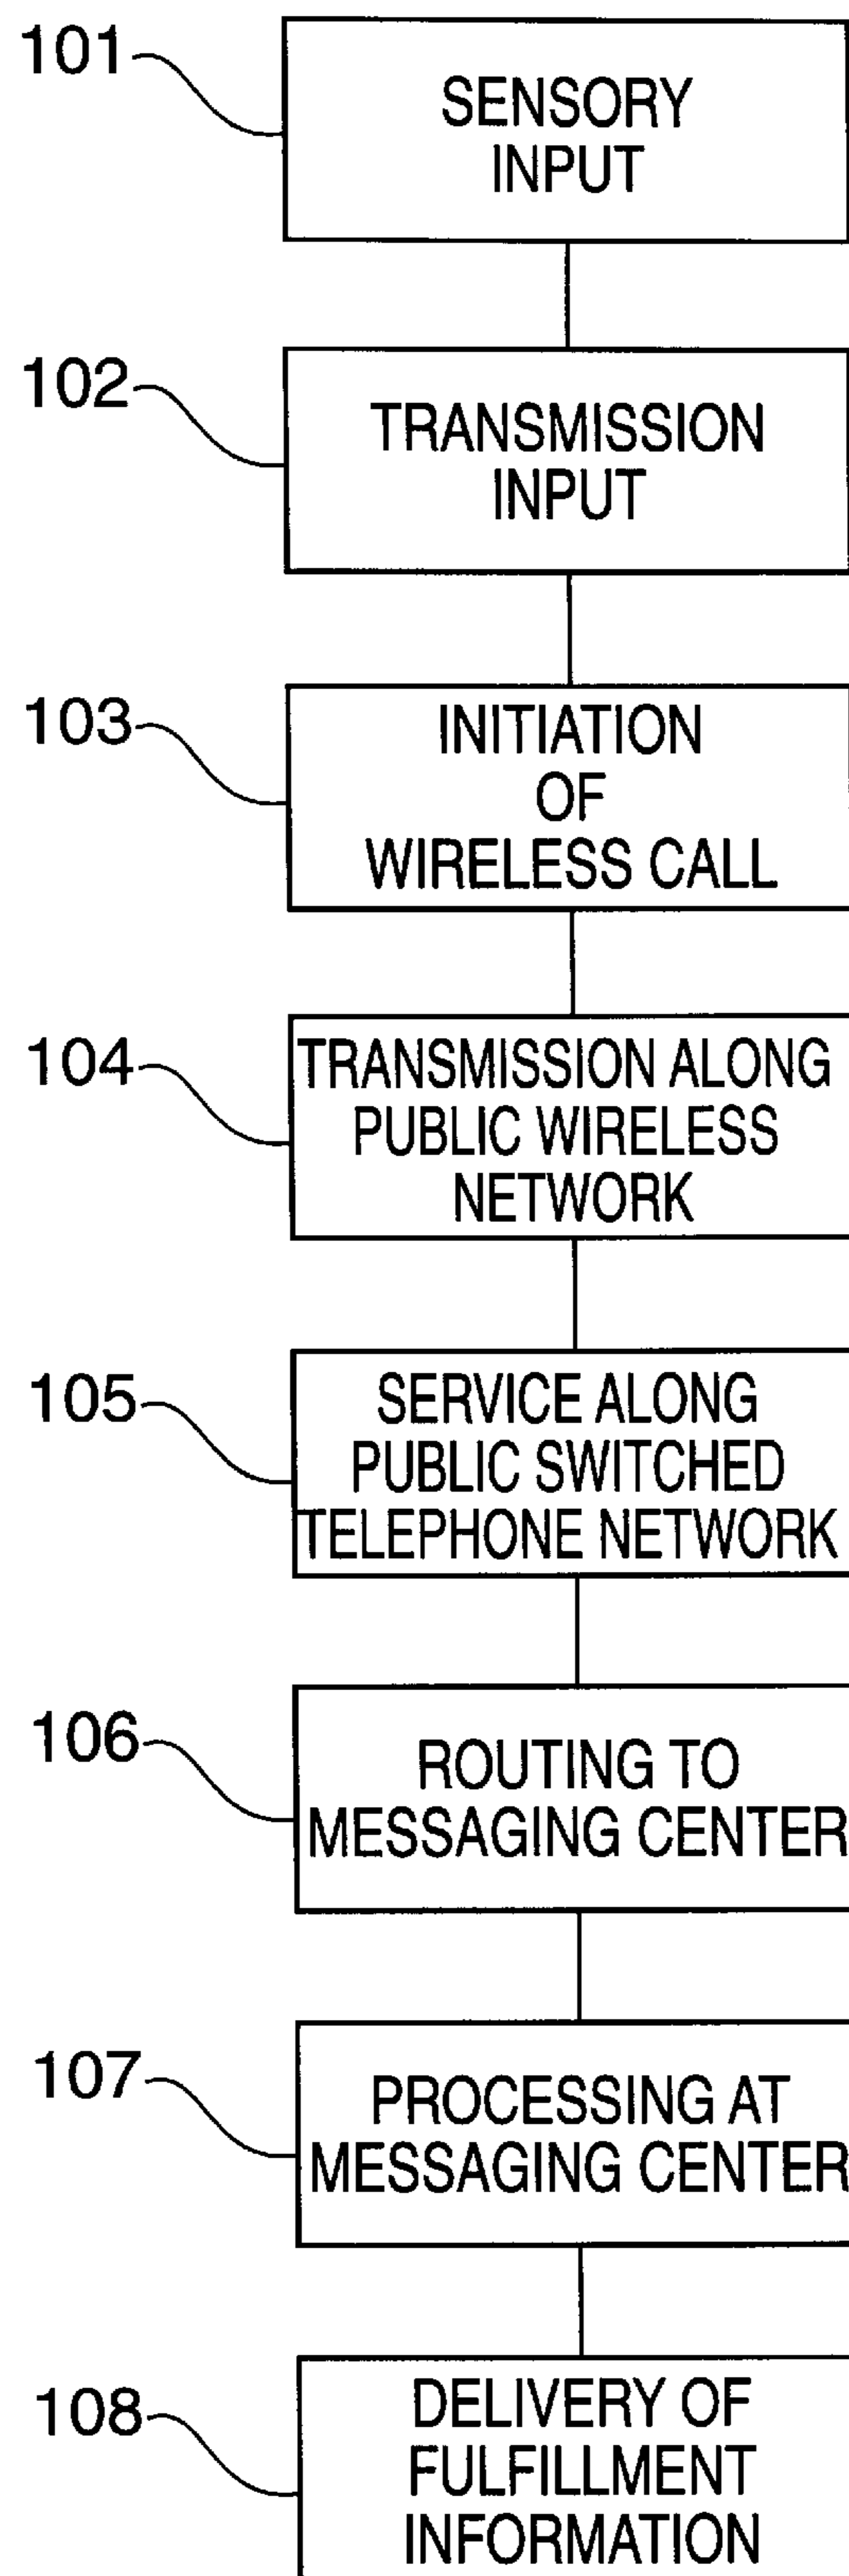 101
SENSORY
INPUT
102
TRANSMISSION
INPUT
103
INITIATION
OF
WIRELESS CALL
104
TRANSMISSION ALONG
PUBLIC WIRELESS
NETWORK
105
SERVICE ALONG
PUBLIC SWITCHED
TELEPHONE NETWORK
106
ROUTING TO
MESSAGING CENTER
107
PROCESSING AT
MESSAGING CENTER
108
DELIVERY OF
FULFILLMENT
INFORMATION